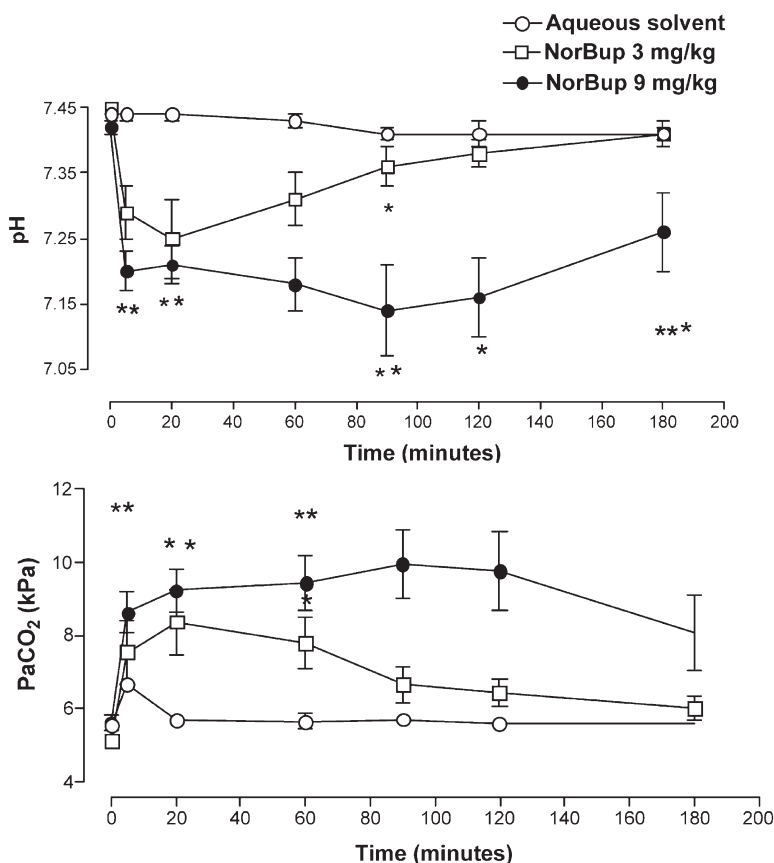 Aqueous solvent
NorBup 3 mg/kg
NorBup 9 mg/kg
7.45
7.35
7.25
7.15
7.05
pH
*
**
* *
* *
*
** *
0 20 40 60 80 100 120 140 160 180 200
Time (minutes)
12
10
8
6
4
PaCO2 (kPa)
**
* *
**
*
0 20 40 60 80 100 120 140 160 180 200
Time (minutes)